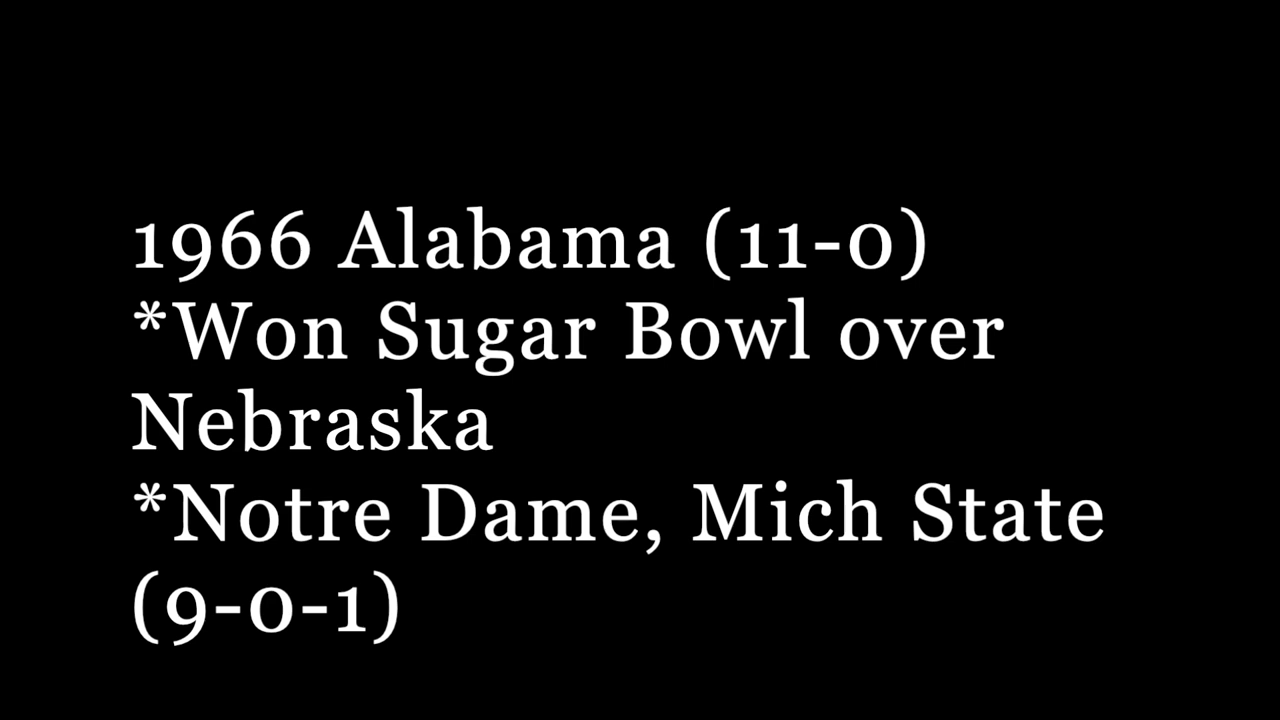 1966 Alabama (11-0)
*Won Sugar Bowl over
Nebraska
*Notre Dame, Mich State
(9-0-1)